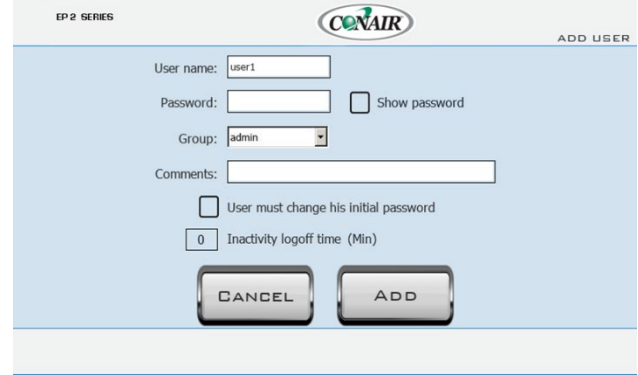 EP2 SERIES
CONAIR
ADD USER
User name: user1
Password:
Show password
Group: admin
Comments:
User must change his initial password
0 Inactivity logoff time (Min)
CANCEL ADD